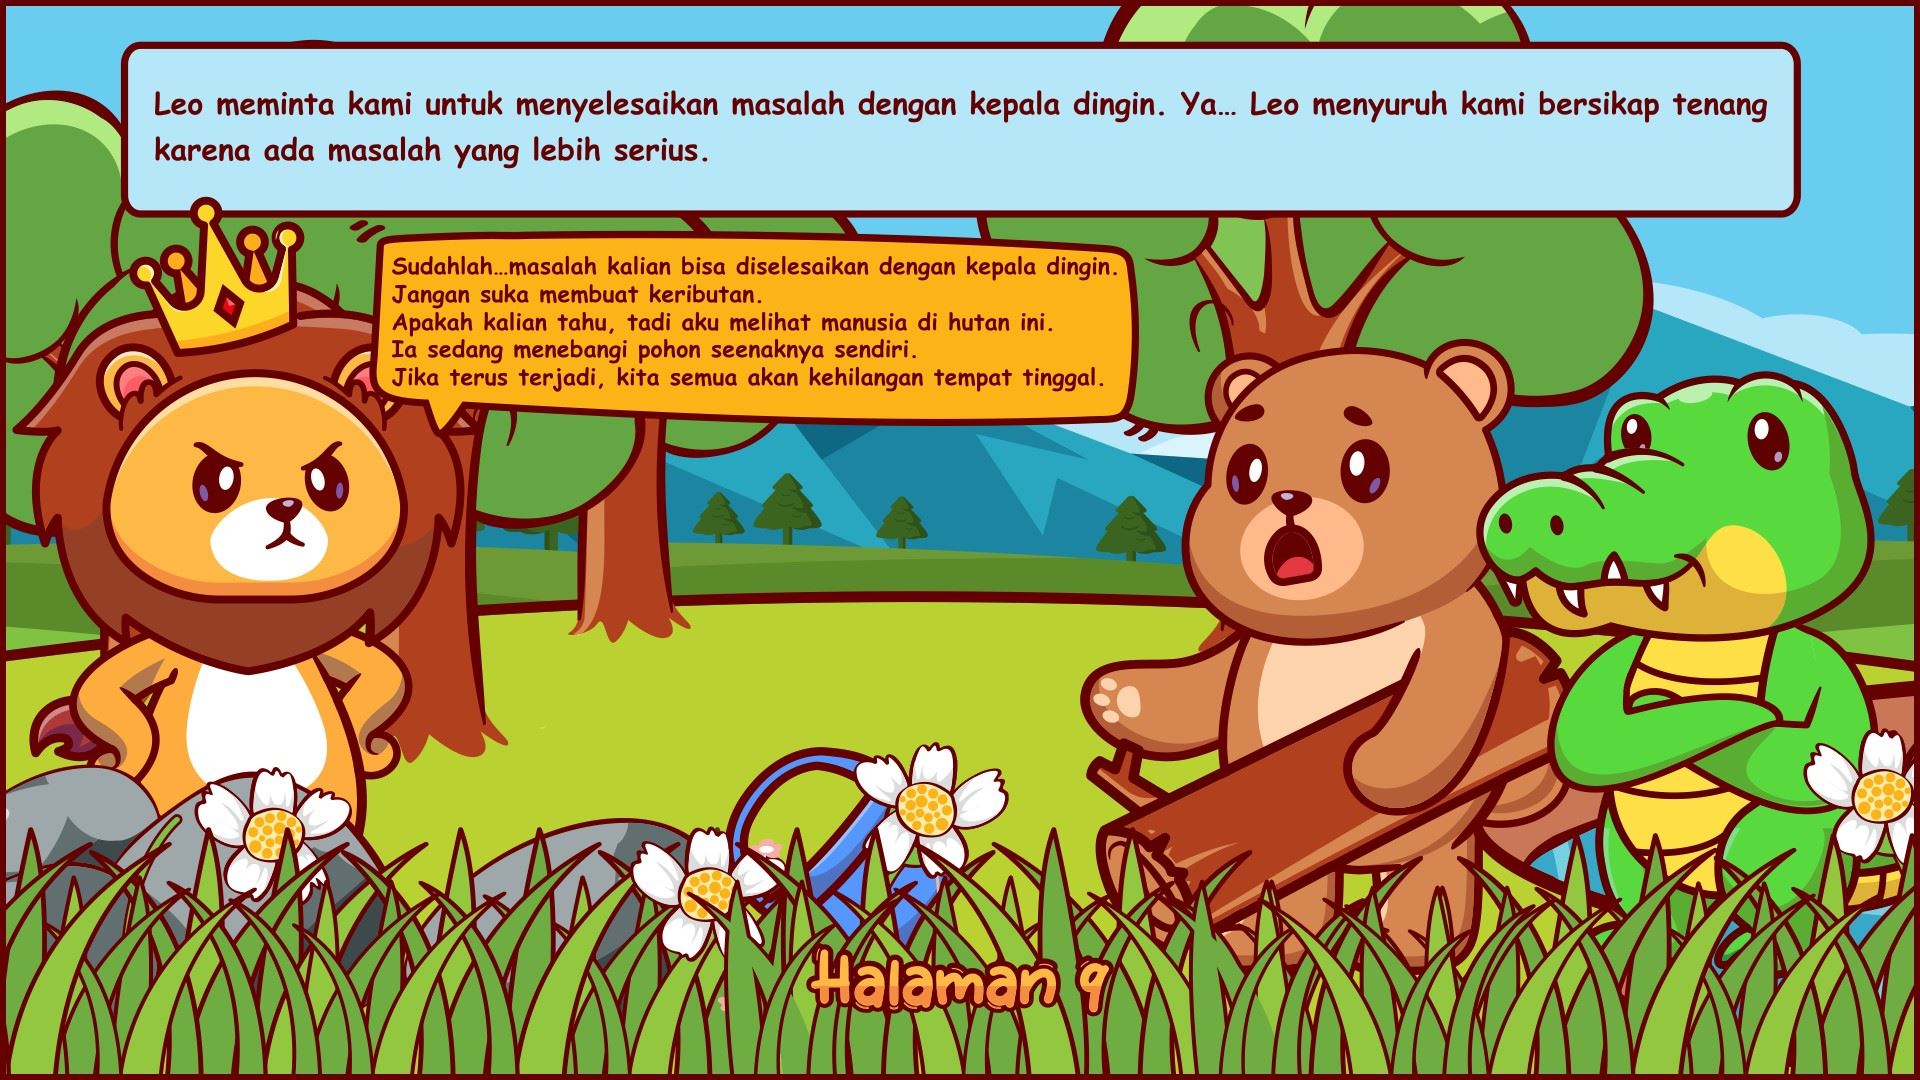 Leo meminta kami untuk menyelesaikan masalah dengan kepala dingin. Ya... Leo menyuruh kami bersikap tenang
karena ada masalah yang lebih serius.
Sudahlah...masalah kalian bisa diselesaikan dengan kepala dingin.
Jangan suka membuat keributan.
Apakah kalian tahu, tadi aku melihat manusia di hutan ini.
Ia sedang menebangi pohon seenaknya sendiri.
Jika terus terjadi, kita semua akan kehilangan tempat tinggal.
Halaman 9